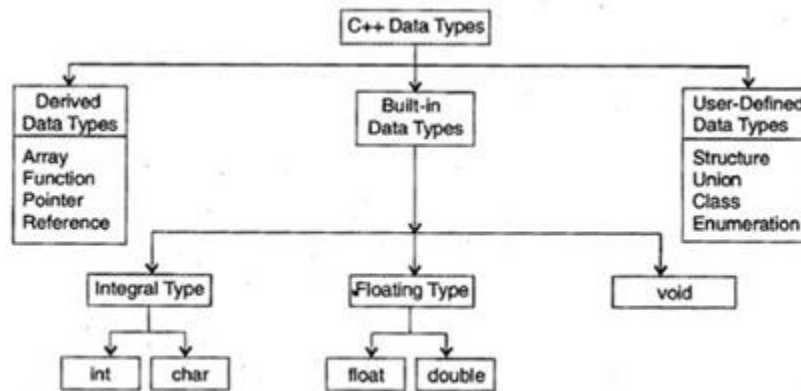 C++ Data Types
Derived
Data Types
Array
Function
Pointer
Reference
Built-in
Data Types
User-Defined
Data Types
Structure
Union
Class
Enumeration
Integral Type
Floating Type
void
int
char
float
double